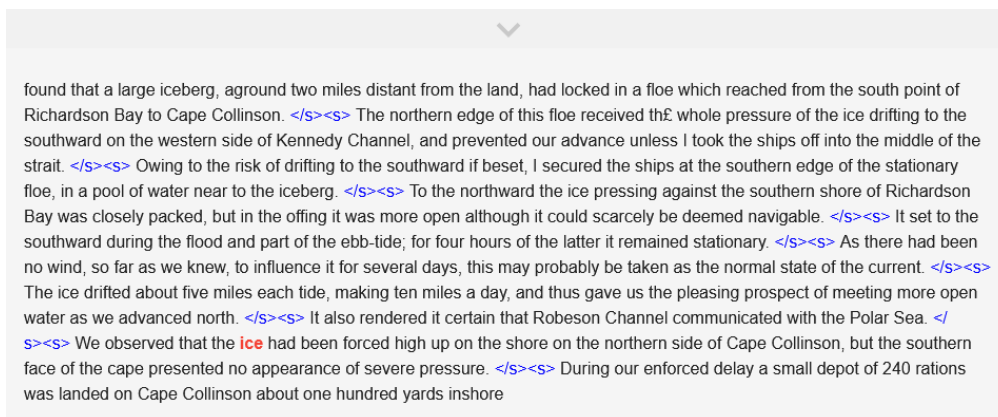 found that a large iceberg, aground two miles distant from the land, had locked in a floe which reached from the south point of
Richardson Bay to Cape Collinson. </s><s> The northern edge of this floe received th£ whole pressure of the ice drifting to the
southward on the western side of Kennedy Channel, and prevented our advance unless I took the ships off into the middle of the
strait. </s><s> Owing to the risk of drifting to the southward if beset, I secured the ships at the southern edge of the stationary
floe, in a pool of water near to the iceberg. </s><s> To the northward the ice pressing against the southern shore of Richardson
Bay was closely packed, but in the offing it was more open although it could scarcely be deemed navigable. </s><s> It set to the
southward during the flood and part of the ebb-tide; for four hours of the latter it remained stationary. </s><s> As there had been
no wind, so far as we knew, to influence it for several days, this may probably be taken as the normal state of the current. </s><s>
The ice drifted about five miles each tide, making ten miles a day, and thus gave us the pleasing prospect of meeting more open
water as we advanced north. </s><s> It also rendered it certain that Robeson Channel communicated with the Polar Sea. </
s><s> We observed that the ice had been forced high up on the shore on the northern side of Cape Collinson, but the southern
face of the cape presented no appearance of severe pressure. </s><s> During our enforced delay a small depot of 240 rations
was landed on Cape Collinson about one hundred yards inshore